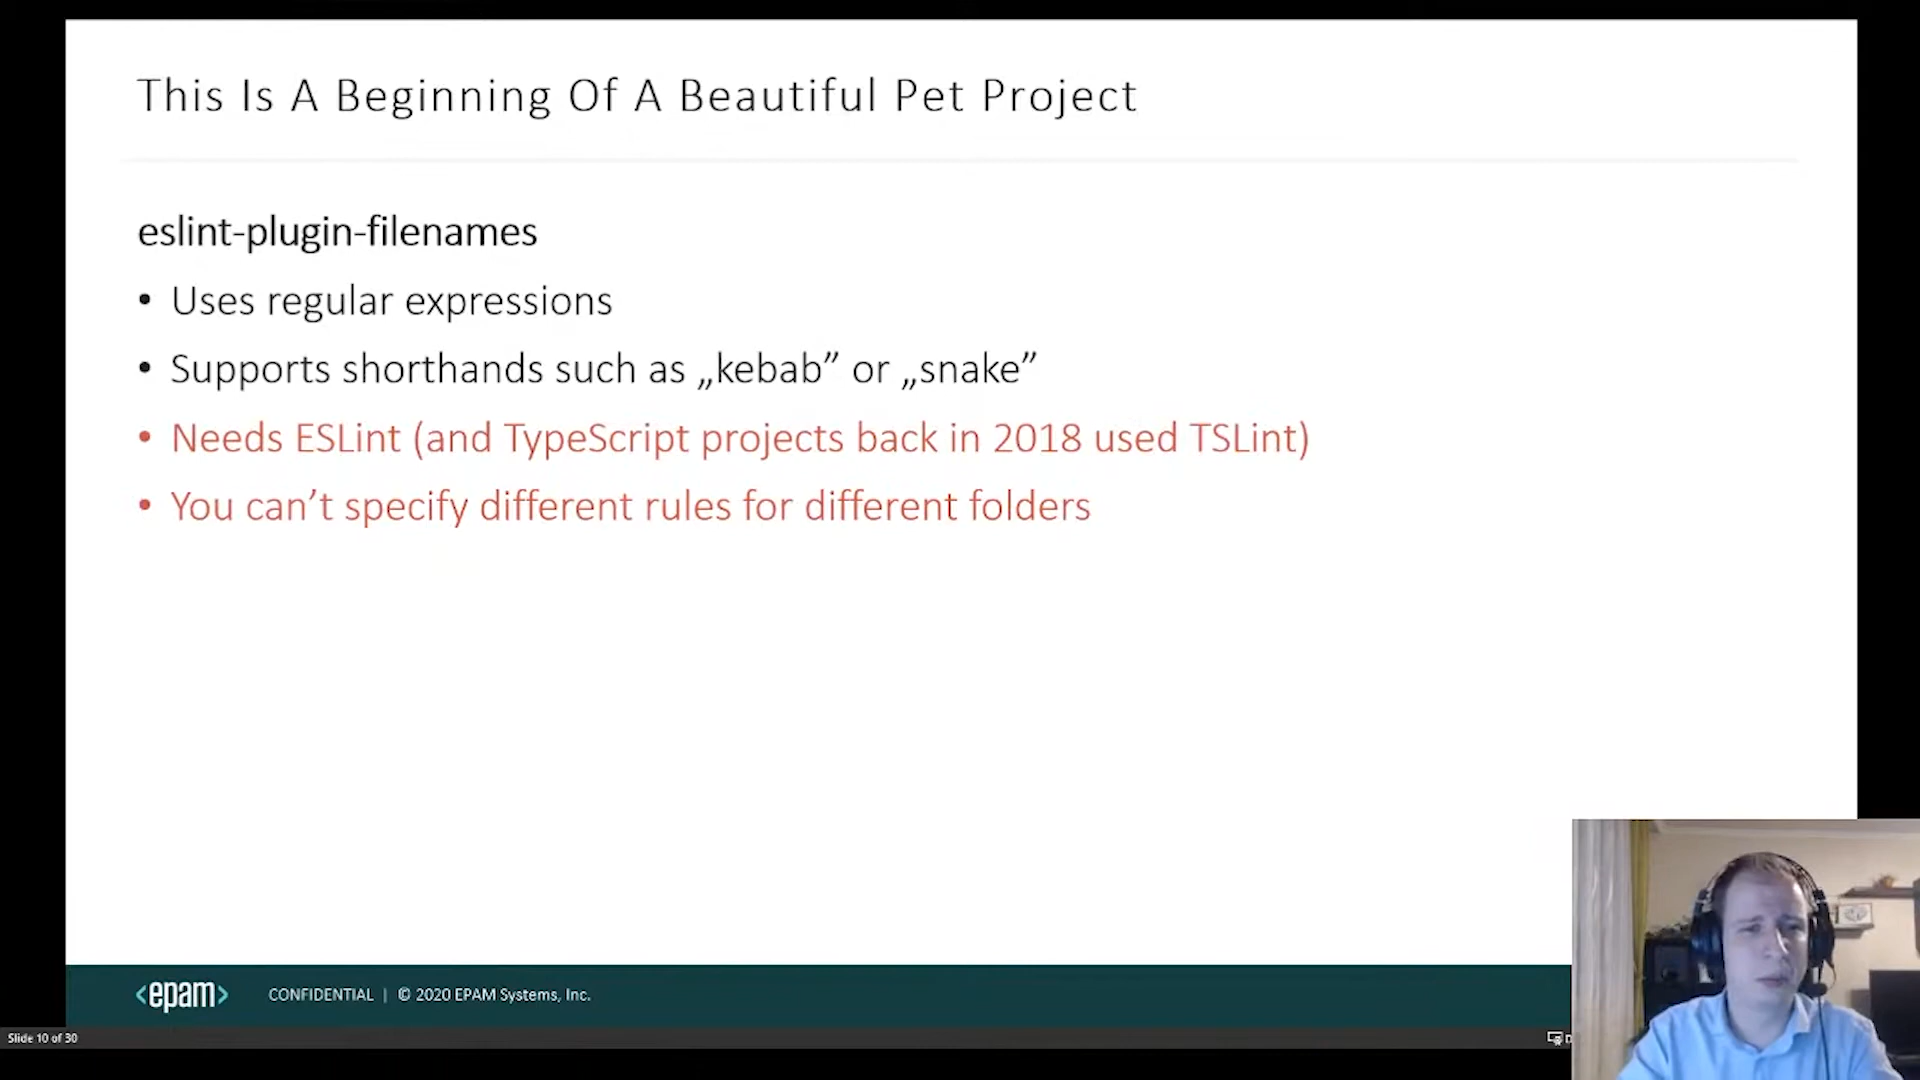 This Is A Beginning Of A Beautiful Pet Project
eslint-plugin-filenames
• Uses regular expressions
• Supports shorthands such as „kebab” or „snake”
• Needs ESLint (and TypeScript projects back in 2018 used TSLint)
• You can’t specify different rules for different folders
<epam> CONFIDENTIAL | © 2020 EPAM Systems, Inc.
Slide 10 of 30